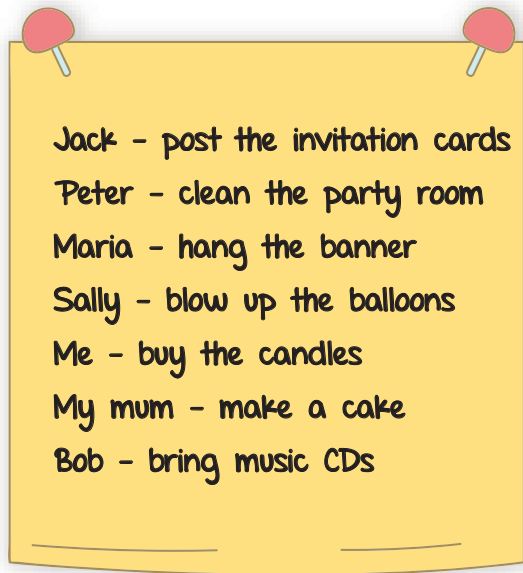 Jack - post the invitation cards
Peter - clean the party room
Maria - hang the banner
Sally - blow up the balloons
Me - buy the candles
My mum - make a cake
Bob - bring music CDs